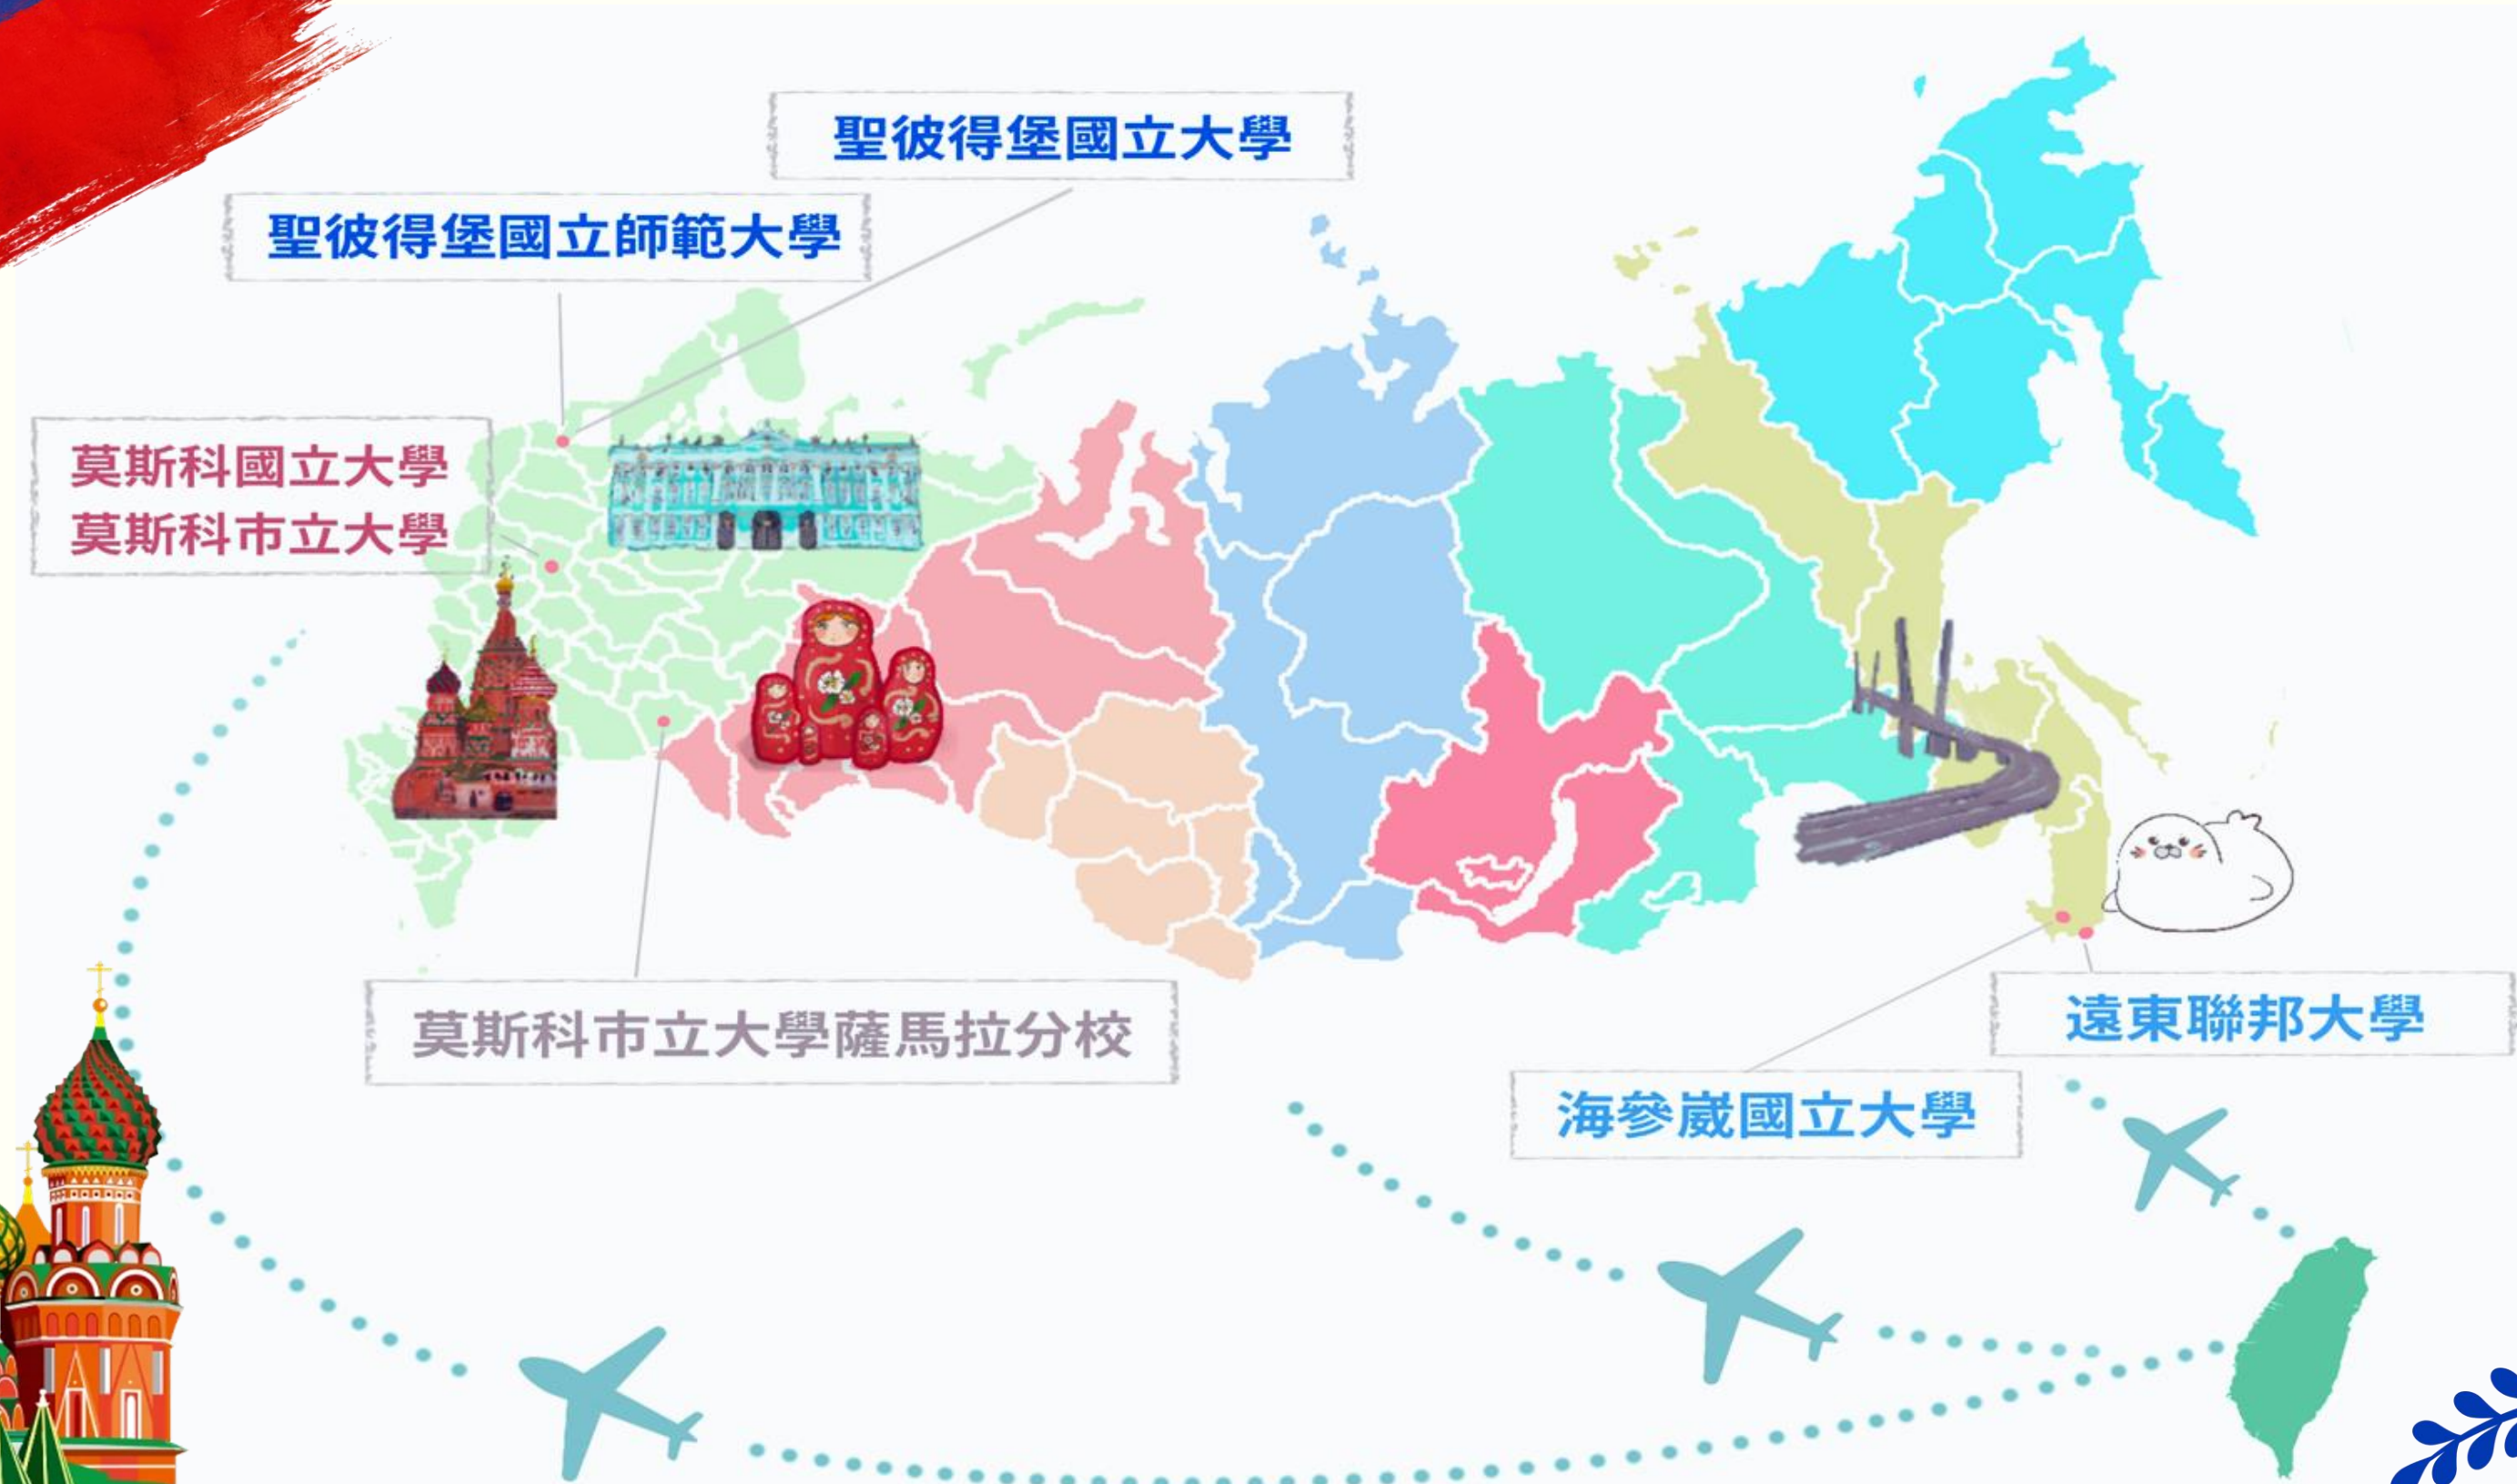 聖彼得堡國立大學
聖彼得堡國立師範大學
莫斯科國立大學
莫斯科市立大學
莫斯科市立大學薩馬拉分校
遠東聯邦大學
海參崴國立大學